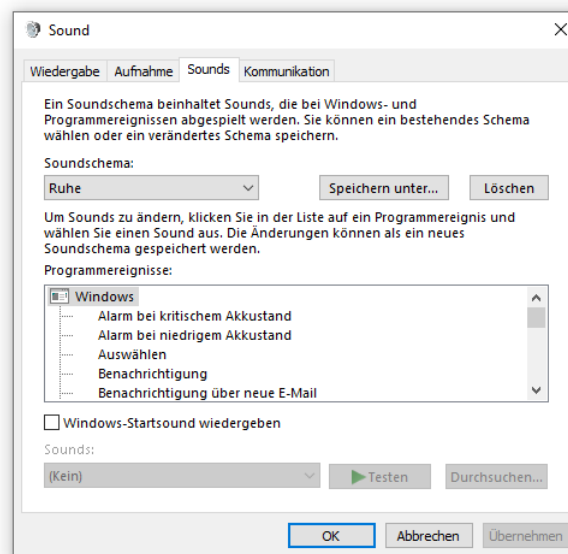 Sound
Wiedergabe Aufnahme Sounds Kommunikation
Ein Soundschema beinhaltet Sounds, die bei Windows- und
Programmereignissen abgespielt werden. Sie können ein bestehendes Schema
wählen oder ein verändertes Schema speichern.
Soundschema:
Ruhe Speichern unter... Löschen
Um Sounds zu ändern, klicken Sie in der Liste auf ein Programmereignis und
wählen Sie einen Sound aus. Die Änderungen können als ein neues
Soundschema gespeichert werden.
Programmereignisse:
Windows
Alarm bei kritischem Akkustand
Alarm bei niedrigem Akkustand
Auswählen
Benachrichtigung
Benachrichtigung über neue E-Mail
Windows-Startsound wiedergeben
Sounds:
(Kein) Testen Durchsuchen...
OK Abbrechen Übernehmen